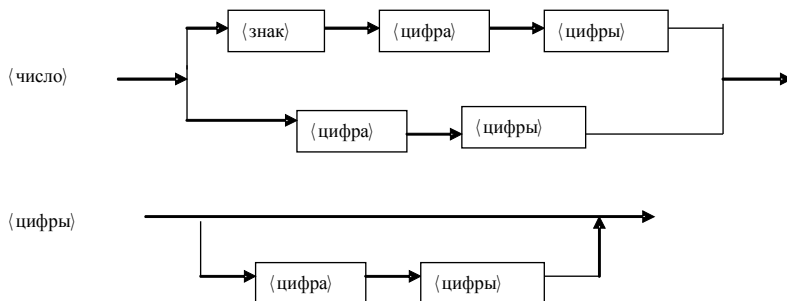 ⟨знак⟩ ⟨цифра⟩ ⟨цифры⟩
⟨число⟩
⟨цифра⟩ ⟨цифры⟩
⟨цифры⟩
⟨цифра⟩ ⟨цифры⟩